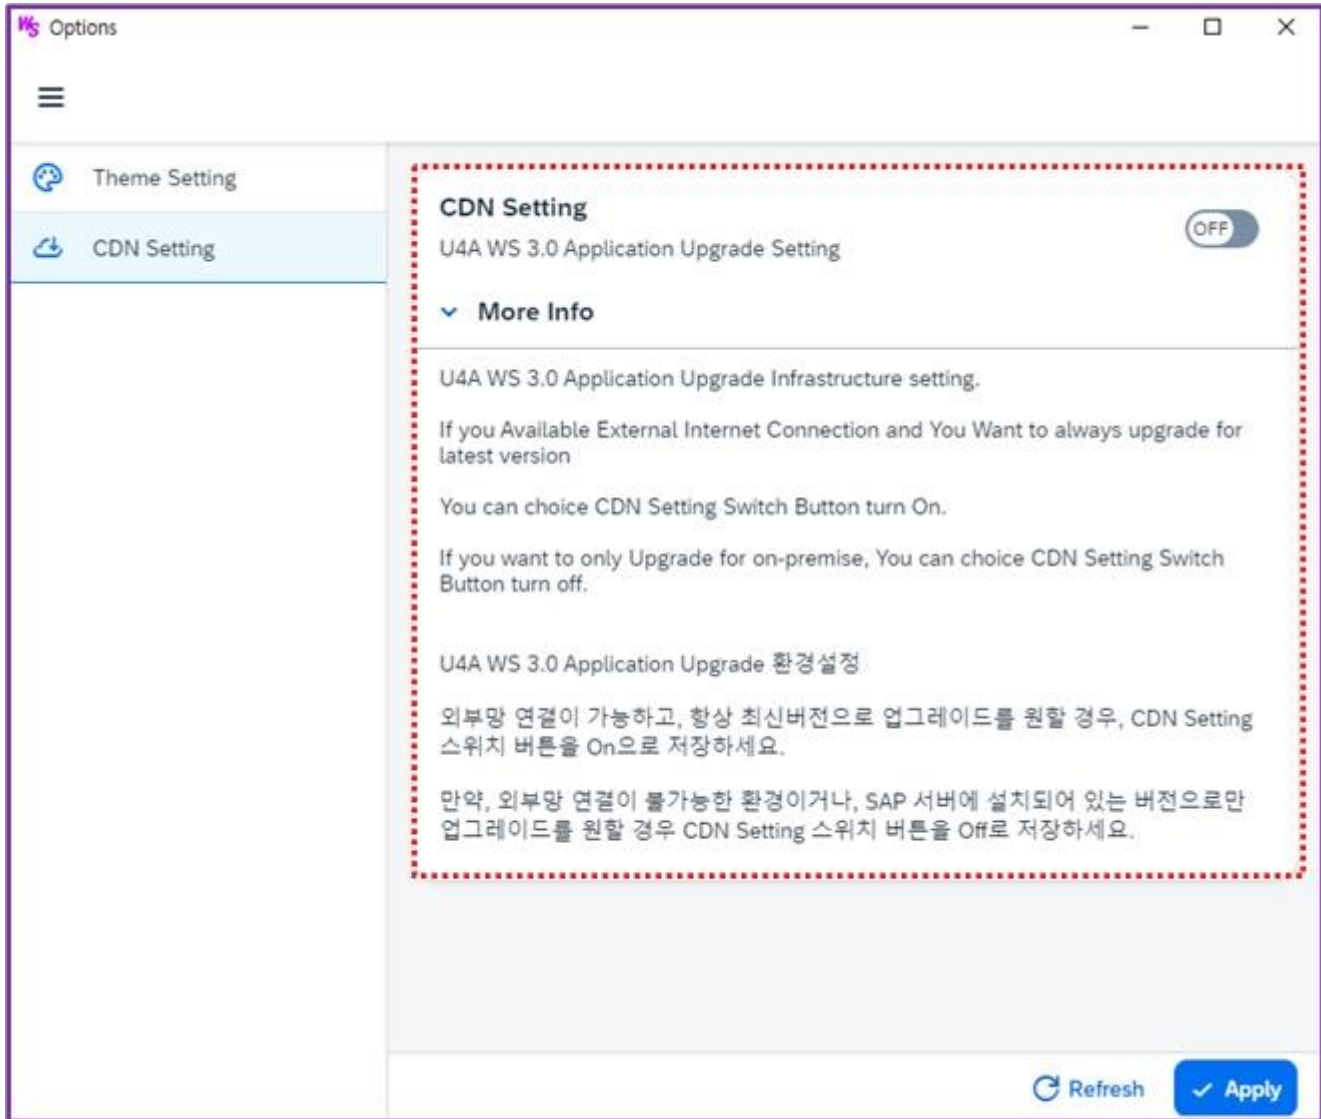 WS Options
Theme Setting
CDN Setting
CDN Setting
U4A WS 3.0 Application Upgrade Setting
OFF
More Info
U4A WS 3.0 Application Upgrade Infrastructure setting.
If you Available External Internet Connection and You Want to always upgrade for
latest version
You can choice CDN Setting Switch Button turn On.
If you want to only Upgrade for on-premise, You can choice CDN Setting Switch
Button turn off.
U4A WS 3.0 Application Upgrade 환경설정
외부망 연결이 가능하고, 항상 최신버전으로 업그레이드를 원할 경우, CDN Setting
스위치 버튼을 On으로 저장하세요.
만약, 외부망 연결이 불가능한 환경이거나, SAP 서버에 설치되어 있는 버전으로만
업그레이드를 원할 경우 CDN Setting 스위치 버튼을 Off로 저장하세요.
Refresh
Apply